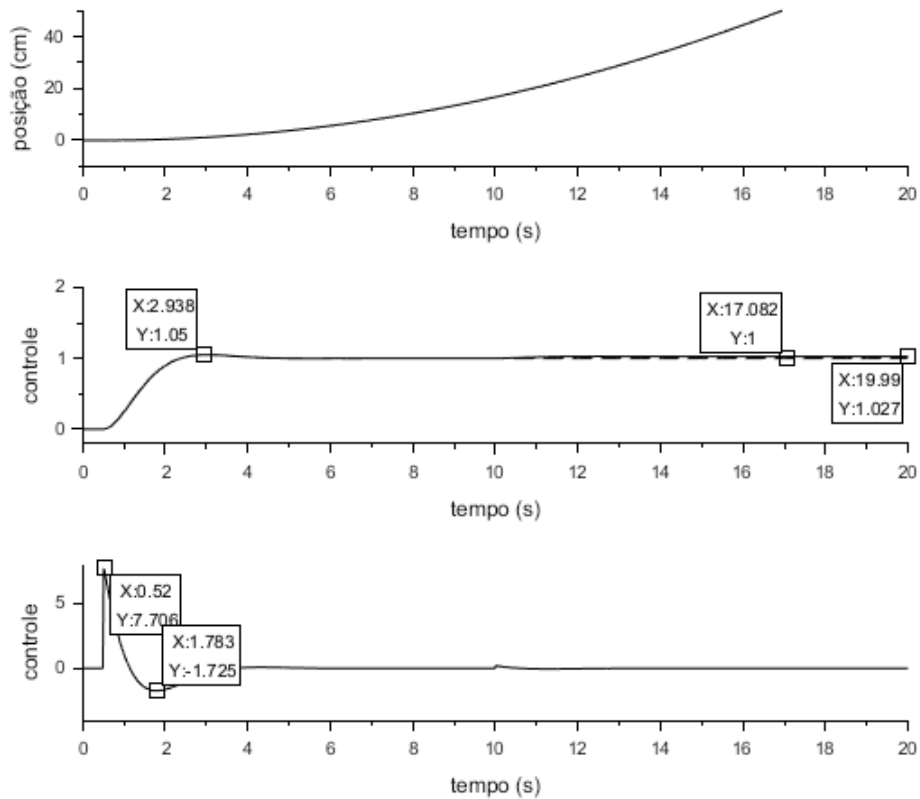 40
20
0
posição (cm)
0 2 4 6 8 10 12 14 16 18 20
tempo (s)
2
1
0
controle
X:2.938
Y:1.05
X:17.082
Y:1
X:19.99
Y:1.027
0 2 4 6 8 10 12 14 16 18 20
tempo (s)
5
0
controle
X:0.52
Y:7.706
X:1.783
Y:-1.725
0 2 4 6 8 10 12 14 16 18 20
tempo (s)